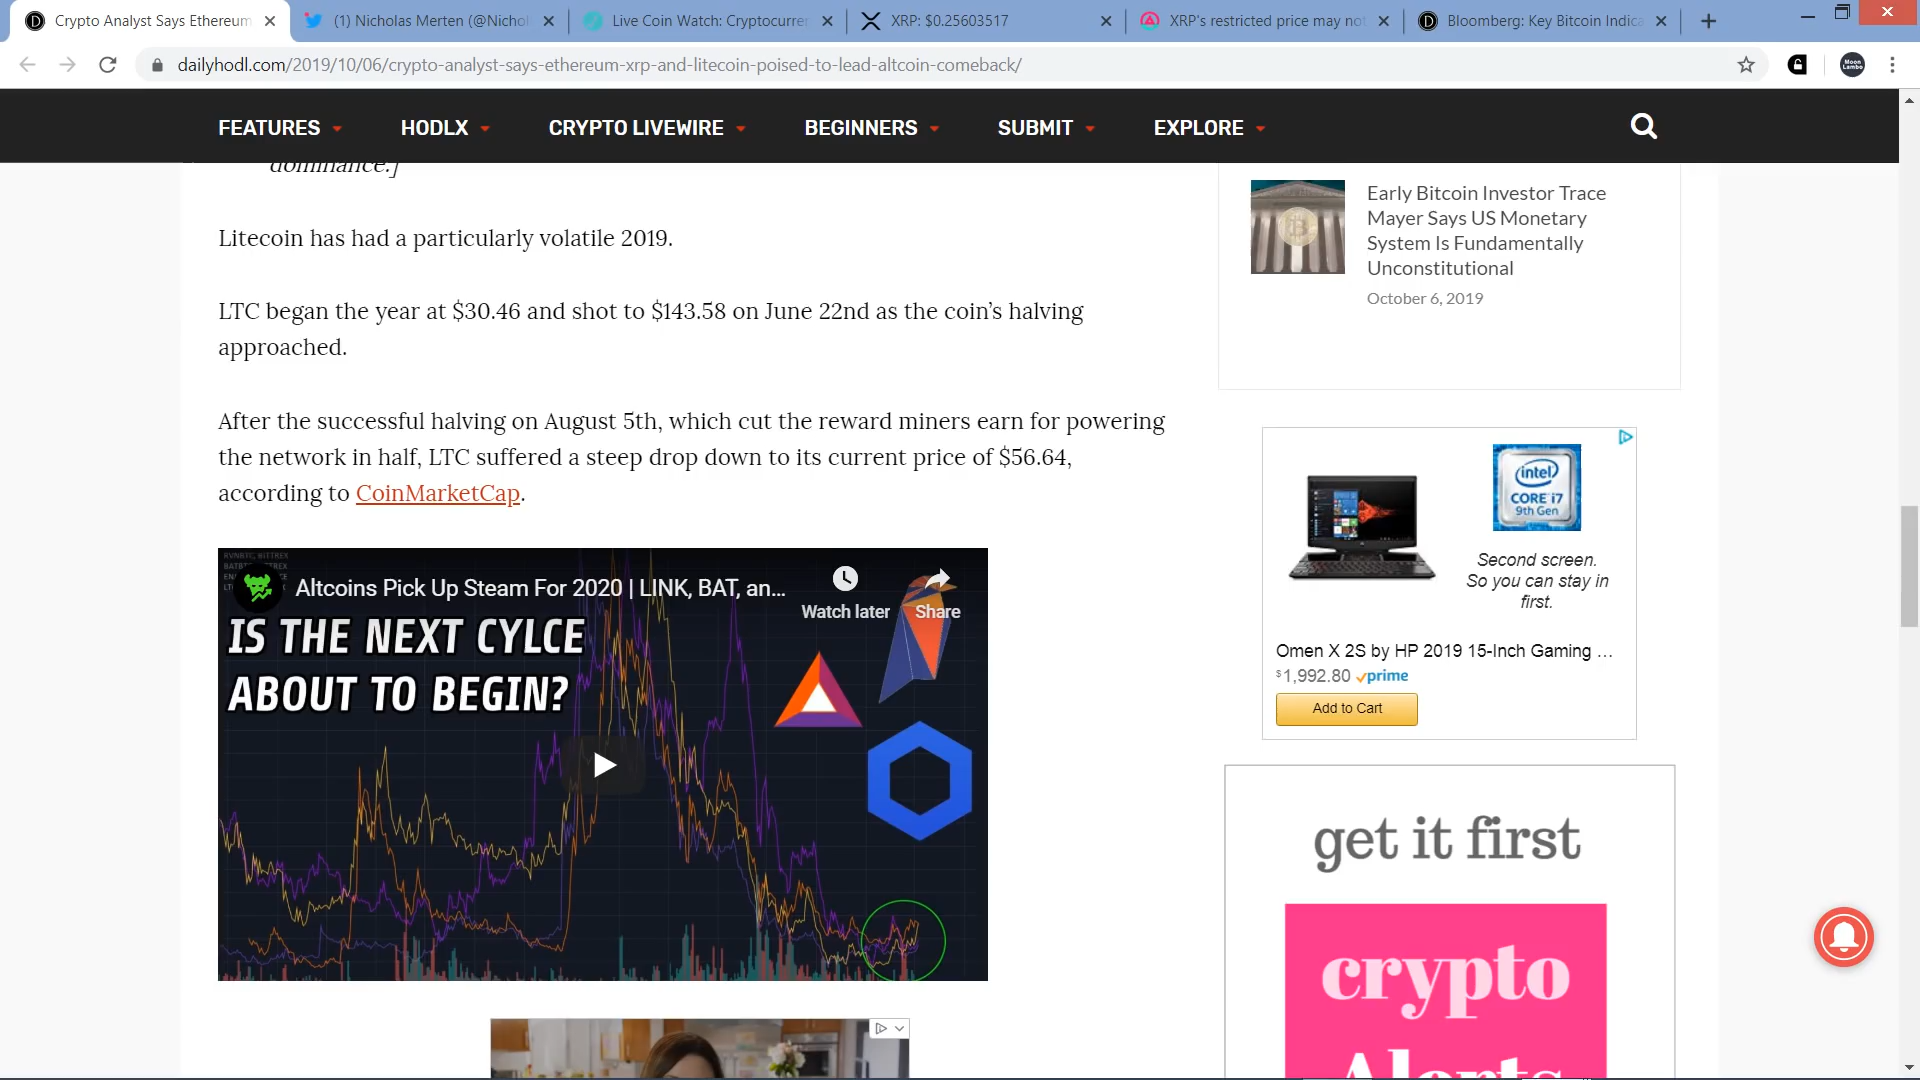 Crypto Analyst Says Ethereum
(1) Nicholas Merten (@Nichol
Live Coin Watch: Cryptocurre
XRP: $0.25603517
XRP's restricted price may not
Bloomberg: Key Bitcoin Indica
dailyhodl.com/2019/10/06/crypto-analyst-says-ethereum-xrp-and-litecoin-poised-to-lead-altcoin-comeback/
FEATURES HODLX CRYPTO LIVEWIRE BEGINNERS SUBMIT EXPLORE
dominance.]
Litecoin has had a particularly volatile 2019.
LTC began the year at $30.46 and shot to $143.58 on June 22nd as the coin's halving
approached.
After the successful halving on August 5th, which cut the reward miners earn for powering
the network in half, LTC suffered a steep drop down to its current price of $56.64,
according to CoinMarketCap.
Altcoins Pick Up Steam For 2020 | LINK, BAT, an...
Watch later
Share
IS THE NEXT CYLCE
ABOUT TO BEGIN?
Early Bitcoin Investor Trace
Mayer Says US Monetary
System Is Fundamentally
Unconstitutional
October 6, 2019
intel
CORE i7
9th Gen
Second screen.
So you can stay in
first.
Omen X 2S by HP 2019 15-Inch Gaming ...
$1,992.80 prime
Add to Cart
get it first
crypto
Alerts